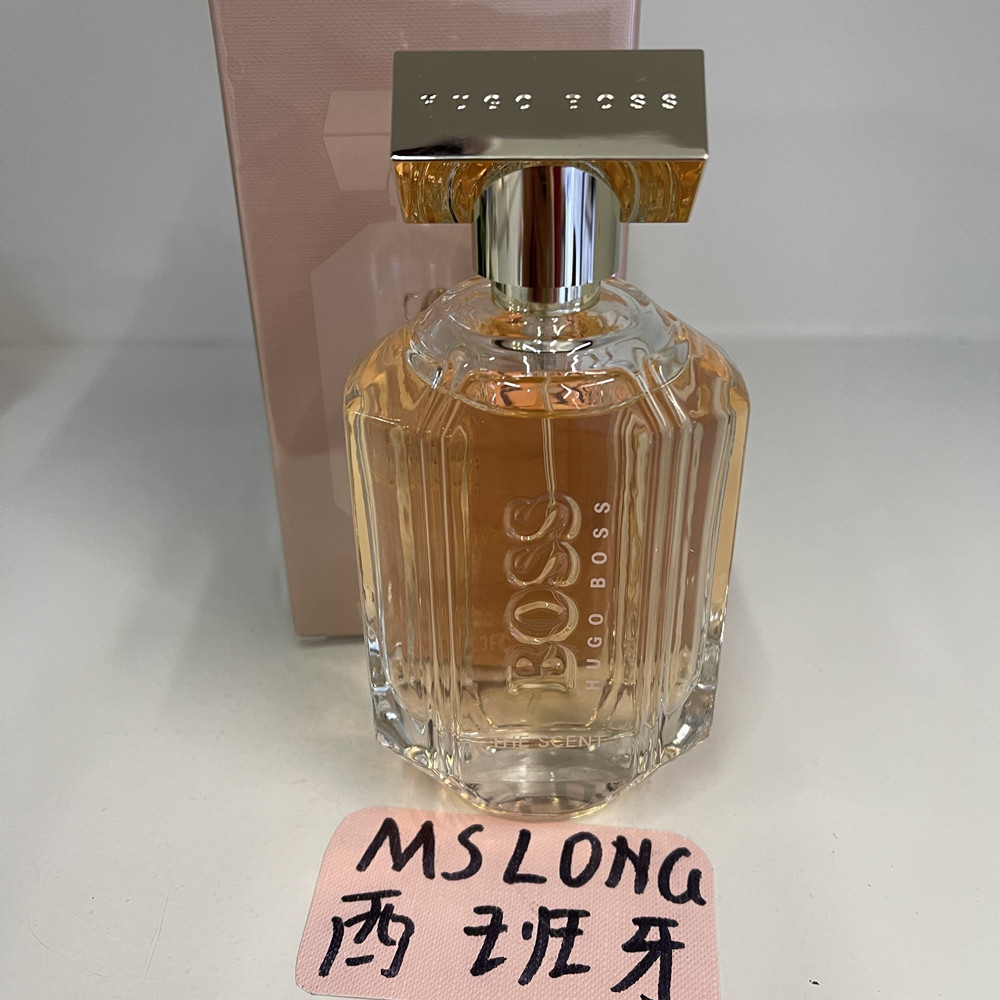 HUGO BOSS
BOSS
HUGO BOSS
THE SCENT
MSLONG
西班牙